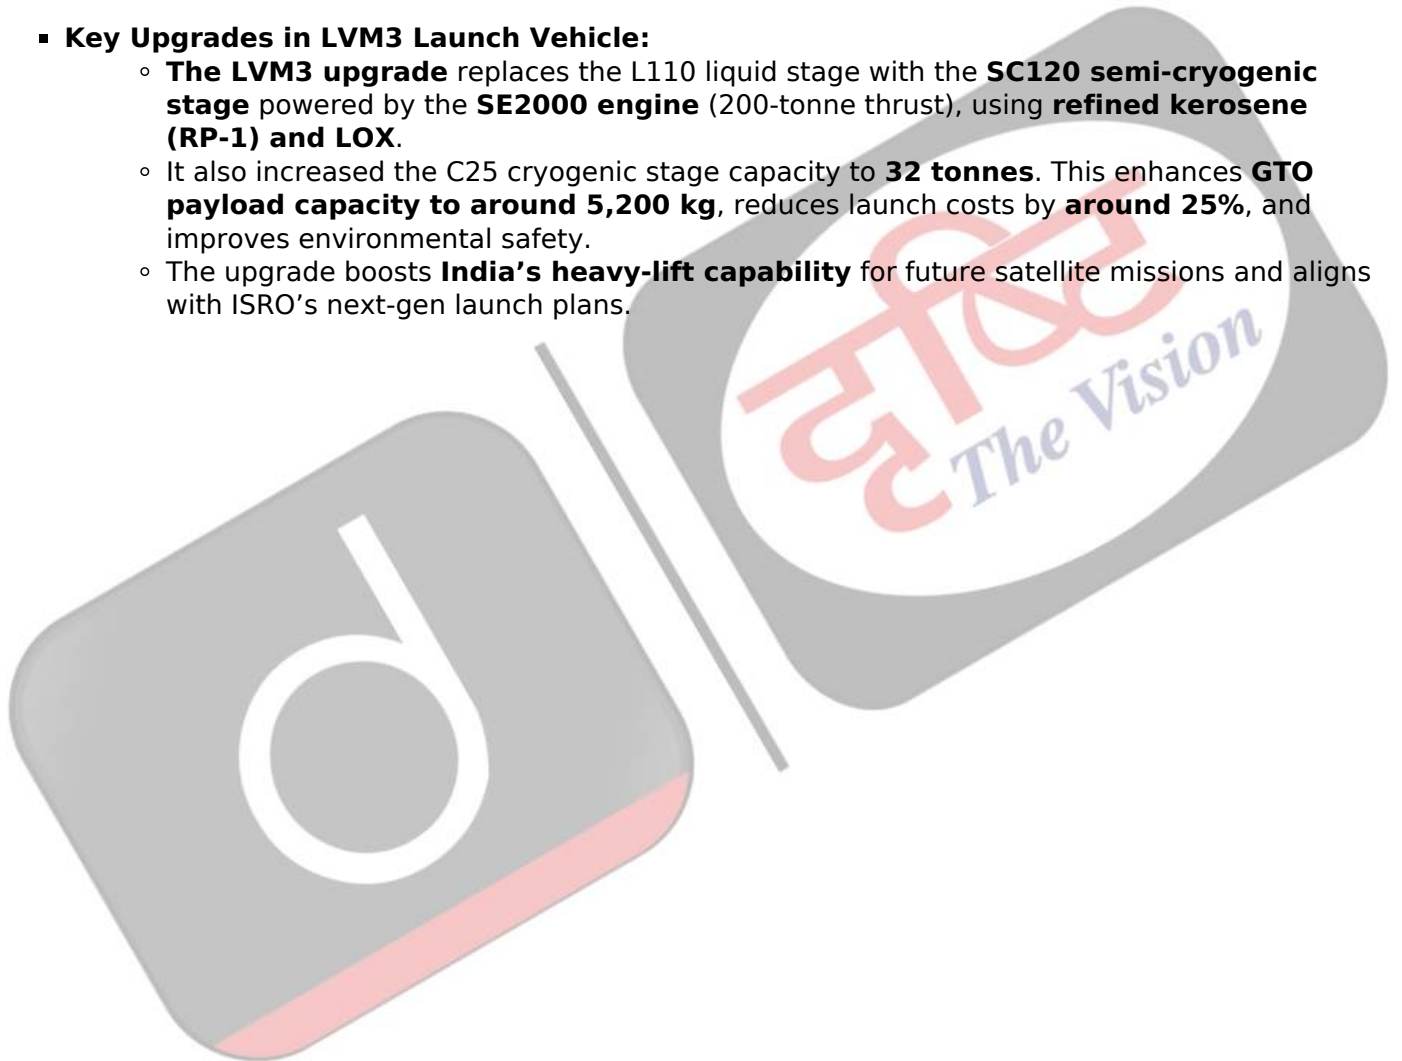 ▪ Key Upgrades in LVM3 Launch Vehicle:
○ The LVM3 upgrade replaces the L110 liquid stage with the SC120 semi-cryogenic
stage powered by the SE2000 engine (200-tonne thrust), using refined kerosene
(RP-1) and LOX.
○ It also increased the C25 cryogenic stage capacity to 32 tonnes. This enhances GTO
payload capacity to around 5,200 kg, reduces launch costs by around 25%, and
improves environmental safety.
○ The upgrade boosts India’s heavy-lift capability for future satellite missions and aligns
with ISRO’s next-gen launch plans.
दृष्टि
The Vision
d